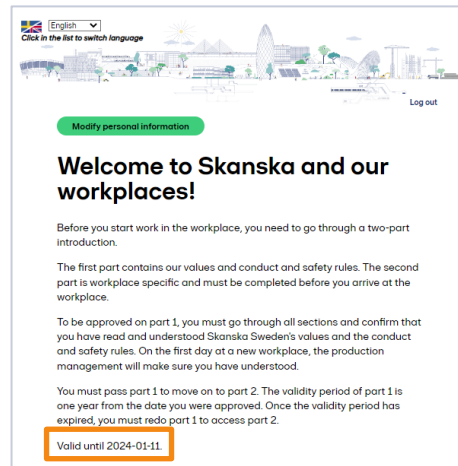 English
Click in the list to switch language
Log out
Modify personal information
Welcome to Skanska and our
workplaces!
Before you start work in the workplace, you need to go through a two-part
introduction.
The first part contains our values and conduct and safety rules. The second
part is workplace specific and must be completed before you arrive at the
workplace.
To be approved on part 1, you must go through all sections and confirm that
you have read and understood Skanska Sweden's values and the conduct
and safety rules. On the first day at a new workplace, the production
management will make sure you have understood.
You must pass part 1 to move on to part 2. The validity period of part 1 is
one year from the date you were approved. Once the validity period has
expired, you must redo part 1 to access part 2.
Valid until 2024-01-11.